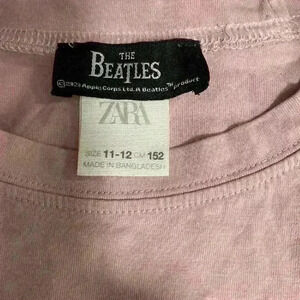 THE
BEATLES
©2023 Apple Corps Ltd. A Beatles™ product
ZARA
SIZE 11-12 CM 152
MADE IN BANGLADESH